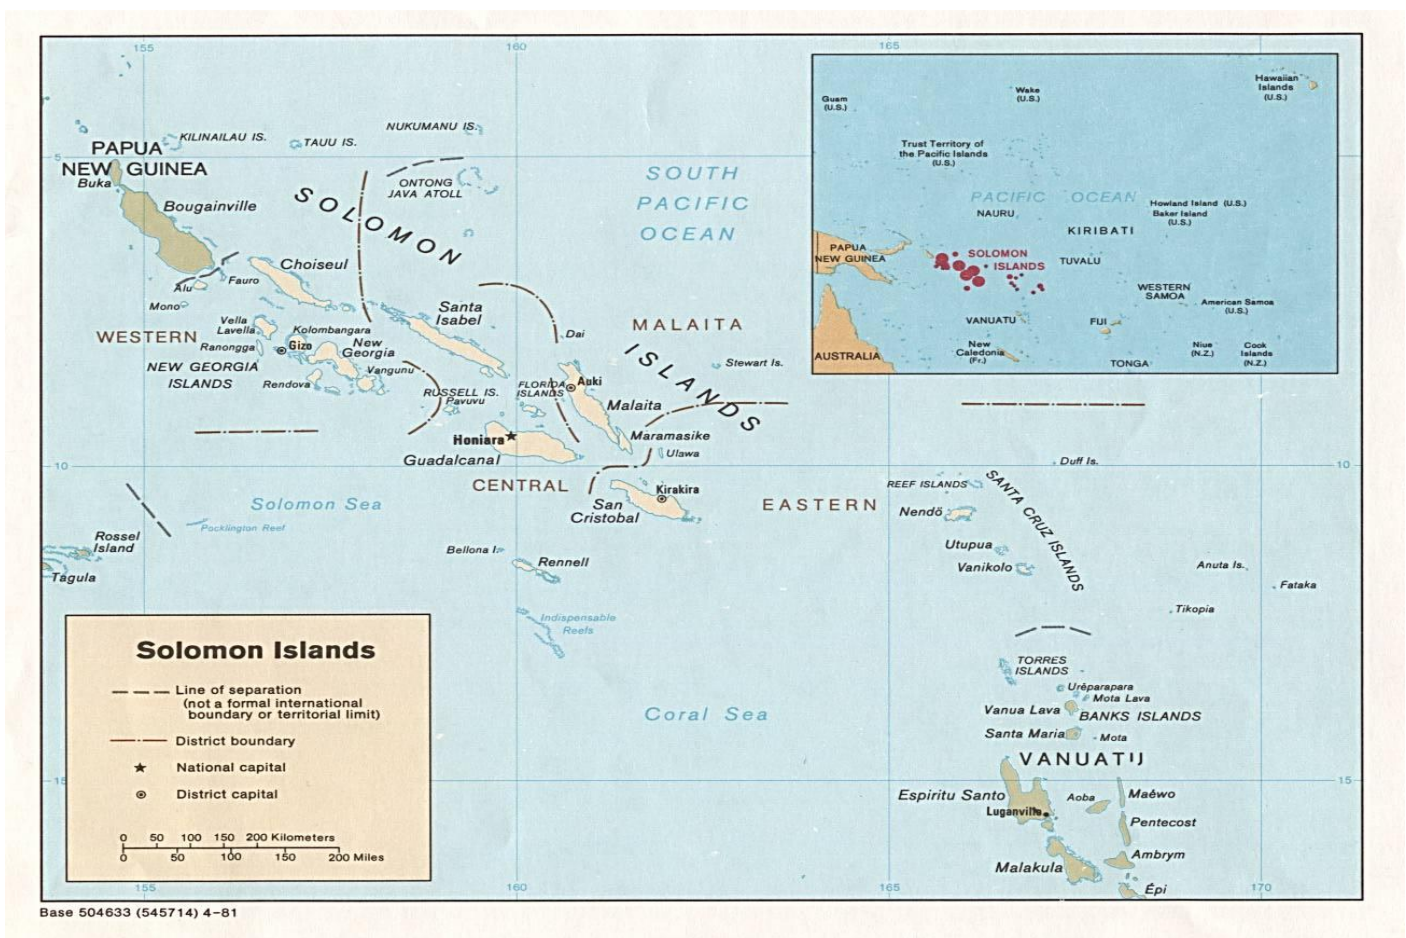 155
160
165
KILINAILAU IS.
TAUU IS.
NUKUMANU IS.
PAPUA
NEW GUINEA
5
Buka
Bougainville
ONTONG
JAVA ATOLL
SOLOMON
SOUTH
PACIFIC
OCEAN
Choiseul
Fauro
Alu
Mono
Santa
Isabel
Vella
Lavella
Kolombangara
WESTERN
Gizo
Ranongga
New
Georgia
NEW GEORGIA
ISLANDS
Vangunu
Rendova
Dai
MALAITA
ISLANDS
Stewart Is.
RUSSELL IS.
Pavuvu
FLORIDA
ISLANDS
Auki
Malaita
Maramasike
Ulawa
Honiara
Guadalcanal
CENTRAL
Kirakira
San
Cristobal
EASTERN
10
10
Duff Is.
REEF ISLANDS
SANTA CRUZ ISLANDS
Nendö
Utupua
Vanikolo
Anuta Is.
Fataka
Tikopia
Solomon Sea
Pocklington Reef
Rossel
Island
Tagula
Bellona I.
Rennell
Indispensable
Reefs
Coral Sea
TORRES
ISLANDS
Uréparapara
Mota Lava
Vanua Lava
BANKS ISLANDS
Santa Maria
Mota
VANUATU
15
15
Espiritu Santo
Luganville
Aoba
Maéwo
Pentecost
Malakula
Ambrym
Épi
155
160
165
170
Guam
(U.S.)
Wake
(U.S.)
Hawaiian
Islands
(U.S.)
Trust Territory of
the Pacific Islands
(U.S.)
PACIFIC OCEAN
NAURU
Howland Island (U.S.)
Baker Island
(U.S.)
KIRIBATI
PAPUA
NEW GUINEA
SOLOMON
ISLANDS
TUVALU
WESTERN
SAMOA
American Samoa
(U.S.)
VANUATU
FIJI
New
Caledonia
(Fr.)
Niue
(N.Z.)
Cook
Islands
(N.Z.)
TONGA
AUSTRALIA
Solomon Islands
Line of separation
(not a formal international
boundary or territorial limit)
District boundary
National capital
District capital
0 50 100 150 200 Kilometers
0 50 100 150 200 Miles
Base 504633 (545714) 4-81